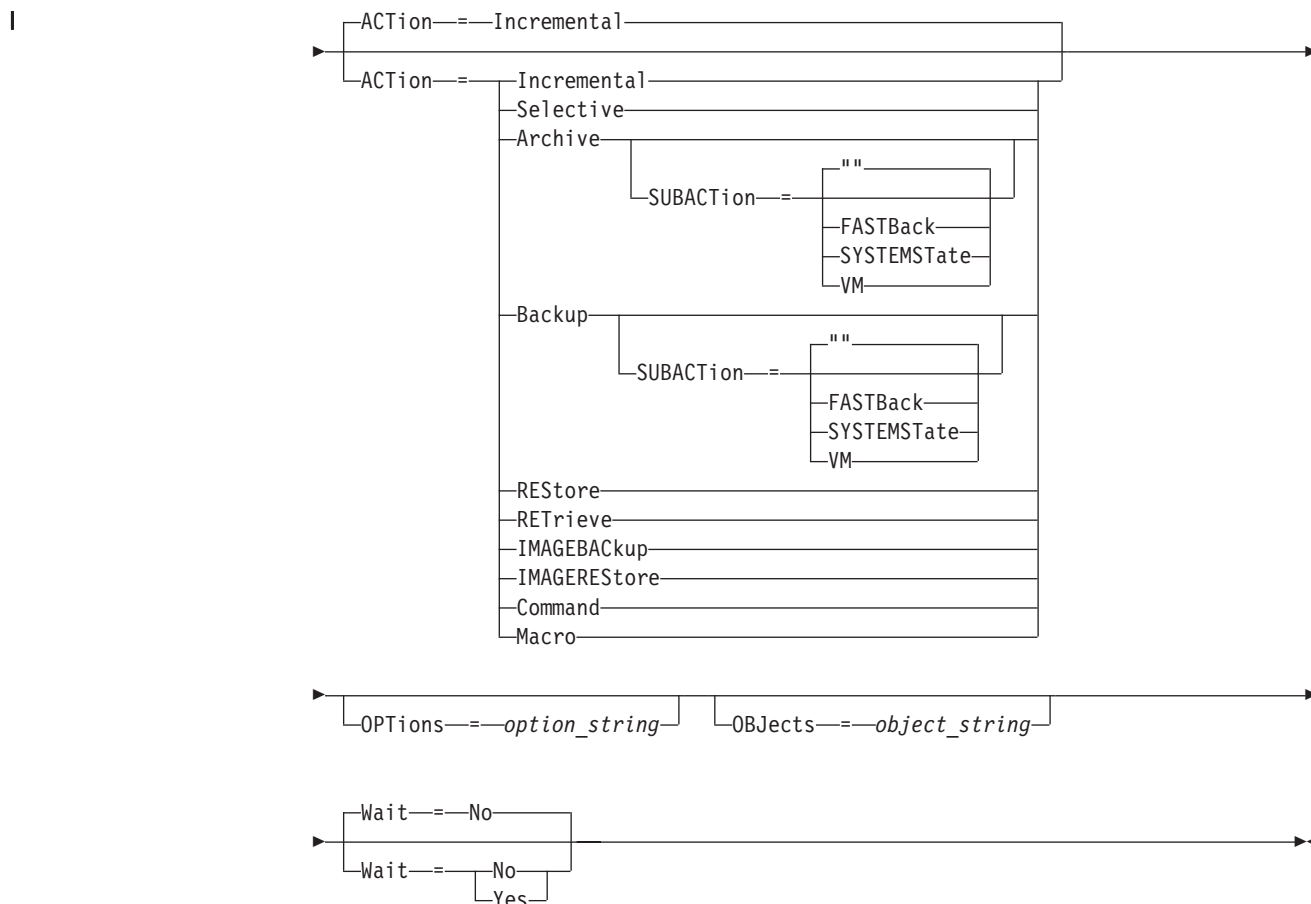 ACTion = Incremental
ACTion = Incremental
Selective
Archive
""
SUBACTion =
FASTBack
SYSTEMSTate
VM
Backup
""
SUBACTion =
FASTBack
SYSTEMSTate
VM
REStore
RETrieve
IMAGEBACkup
IMAGEREStore
Command
Macro
OPTions = option_string OBJects = object_string
Wait = No
Wait = No
Yes